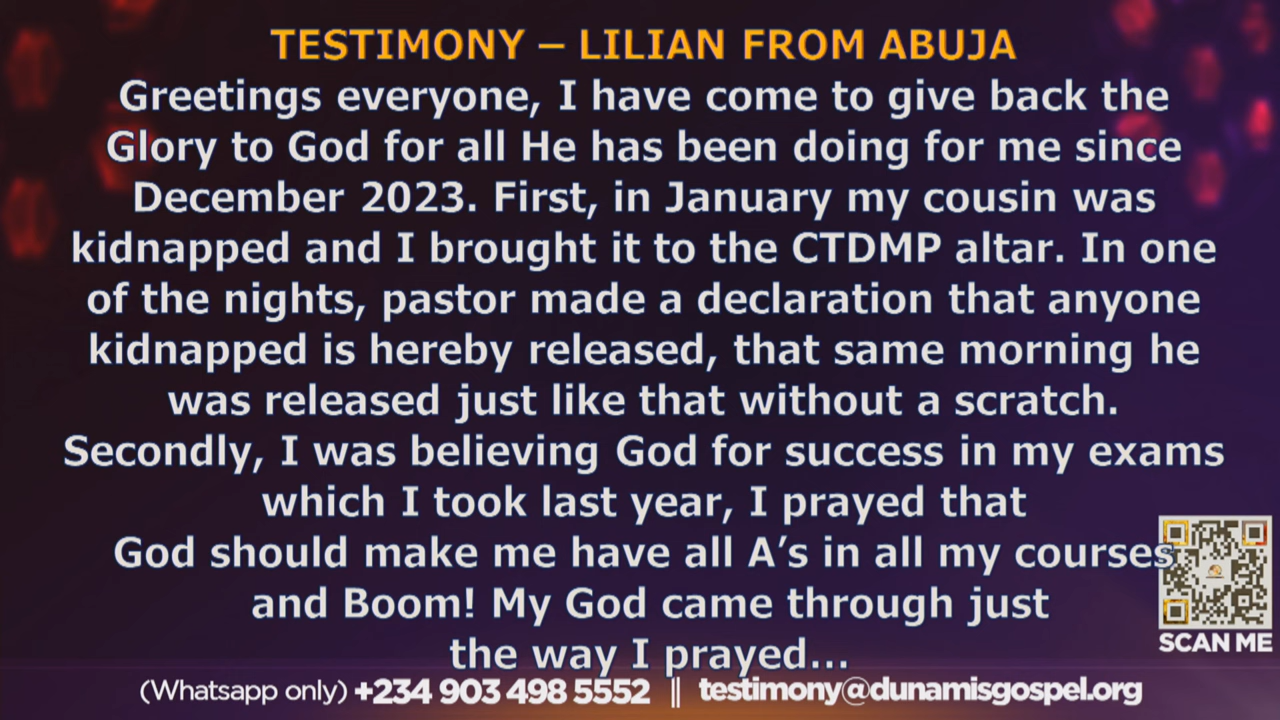 TESTIMONY – LILIAN FROM ABUJA
Greetings everyone, I have come to give back the
Glory to God for all He has been doing for me since
December 2023. First, in January my cousin was
kidnapped and I brought it to the CTDMP altar. In one
of the nights, pastor made a declaration that anyone
kidnapped is hereby released, that same morning he
was released just like that without a scratch.
Secondly, I was believing God for success in my exams
which I took last year, I prayed that
God should make me have all A’s in all my courses
and Boom! My God came through just
the way I prayed...
SCAN ME
(Whatsapp only) +234 903 498 5552 || testimony@dunamisgospel.org